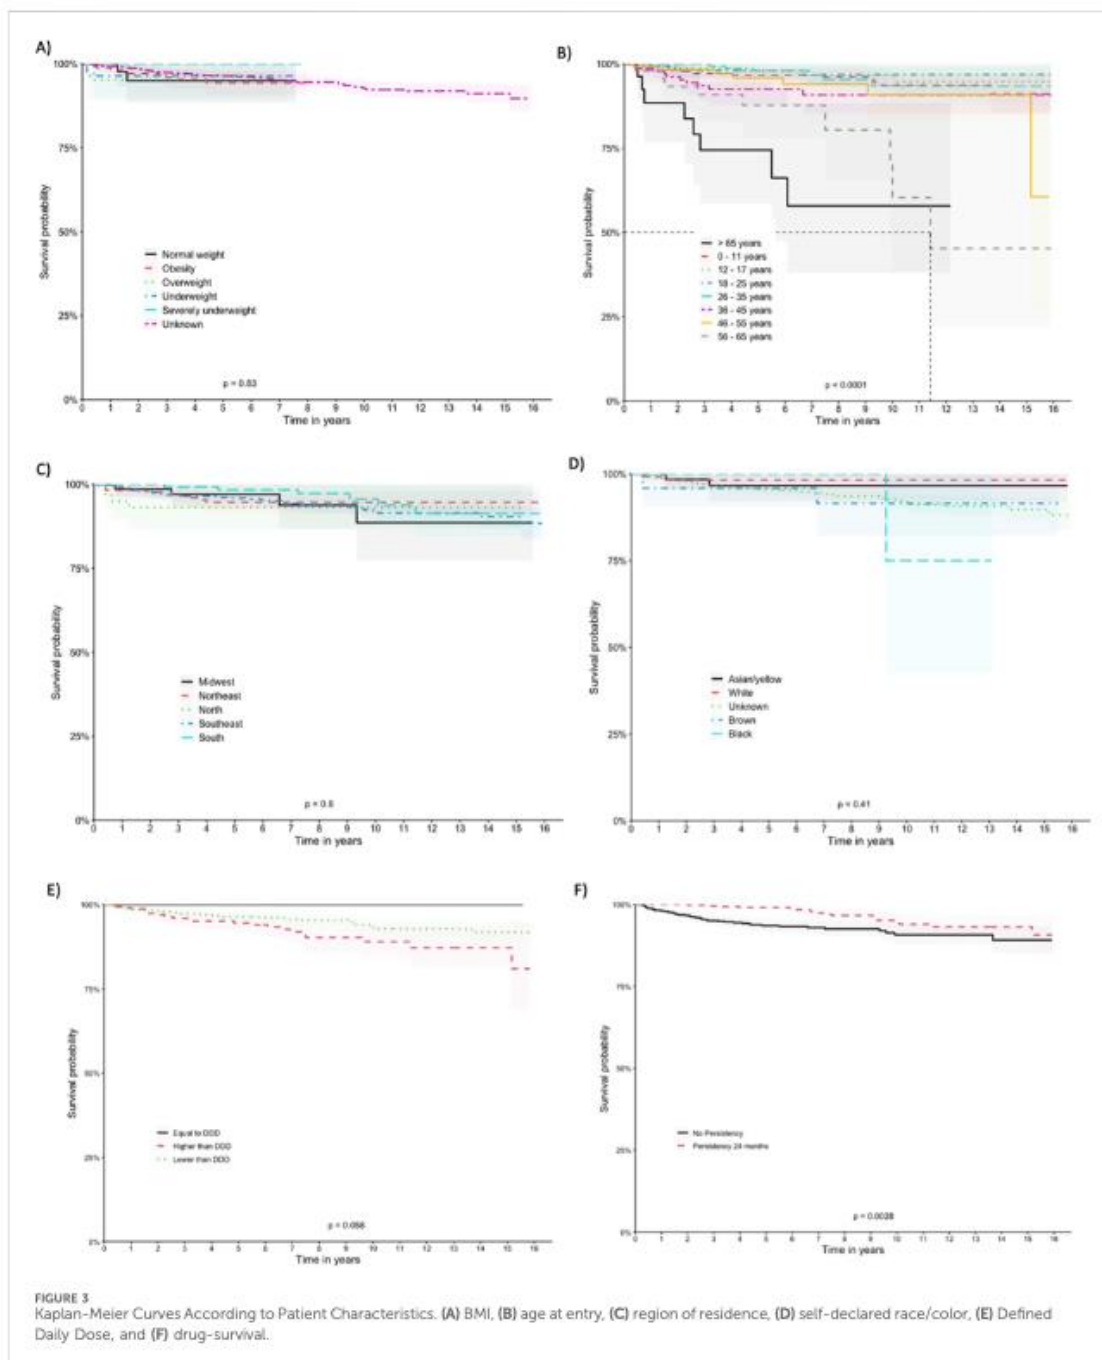 A)
100%
75%
50%
25%
0%
Survival probability
Normal weight
Obesity
Overweight
Underweight
Severely underweight
Unknown
p = 0.83
0 1 2 3 4 5 6 7 8 9 10 11 12 13 14 15 16
Time in years
B)
100%
75%
50%
25%
0%
Survival probability
> 65 years
0 - 11 years
12 - 17 years
18 - 25 years
26 - 35 years
36 - 45 years
46 - 55 years
56 - 65 years
p < 0.0001
0 1 2 3 4 5 6 7 8 9 10 11 12 13 14 15 16
Time in years
C)
100%
75%
50%
25%
0%
Survival probability
Midwest
Northeast
North
Southeast
South
p = 0.6
0 1 2 3 4 5 6 7 8 9 10 11 12 13 14 15 16
Time in years
D)
100%
75%
50%
25%
0%
Survival probability
Asian/yellow
White
Unknown
Brown
Black
p = 0.41
0 1 2 3 4 5 6 7 8 9 10 11 12 13 14 15 16
Time in years
E)
100%
75%
50%
25%
0%
Survival probability
Equal to DDD
Higher than DDD
Lower than DDD
0 1 2 3 4 5 6 7 8 9 10 11 12 13 14 15 16
Time in years
F)
100%
75%
50%
25%
0%
Survival probability
No Persistency
Persistency 24 months
p = 0.0028
0 1 2 3 4 5 6 7 8 9 10 11 12 13 14 15 16
Time in years
FIGURE 3
Kaplan-Meier Curves According to Patient Characteristics. (A) BMI, (B) age at entry, (C) region of residence, (D) self-declared race/color, (E) Defined
Daily Dose, and (F) drug-survival.